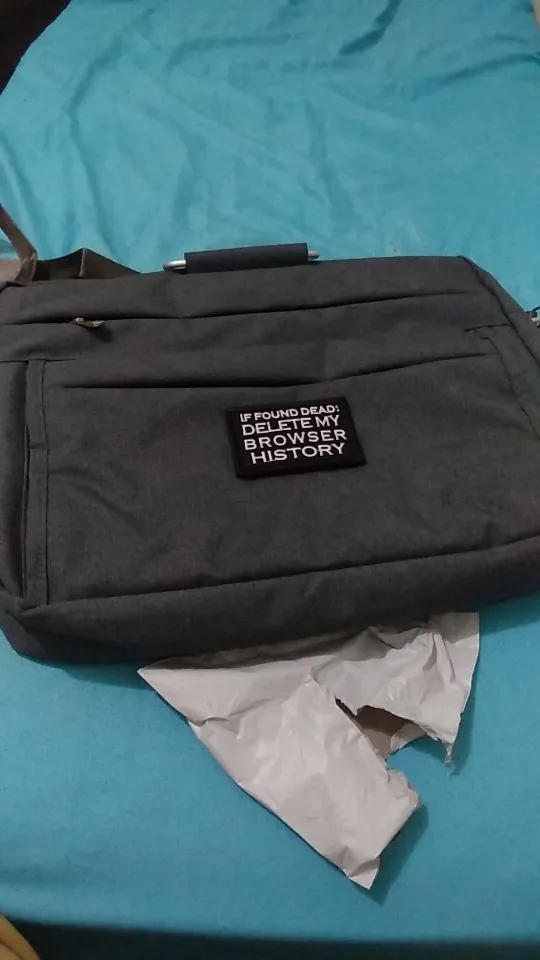 IF FOUND DEAD:
DELETE MY
BROWSER
HISTORY